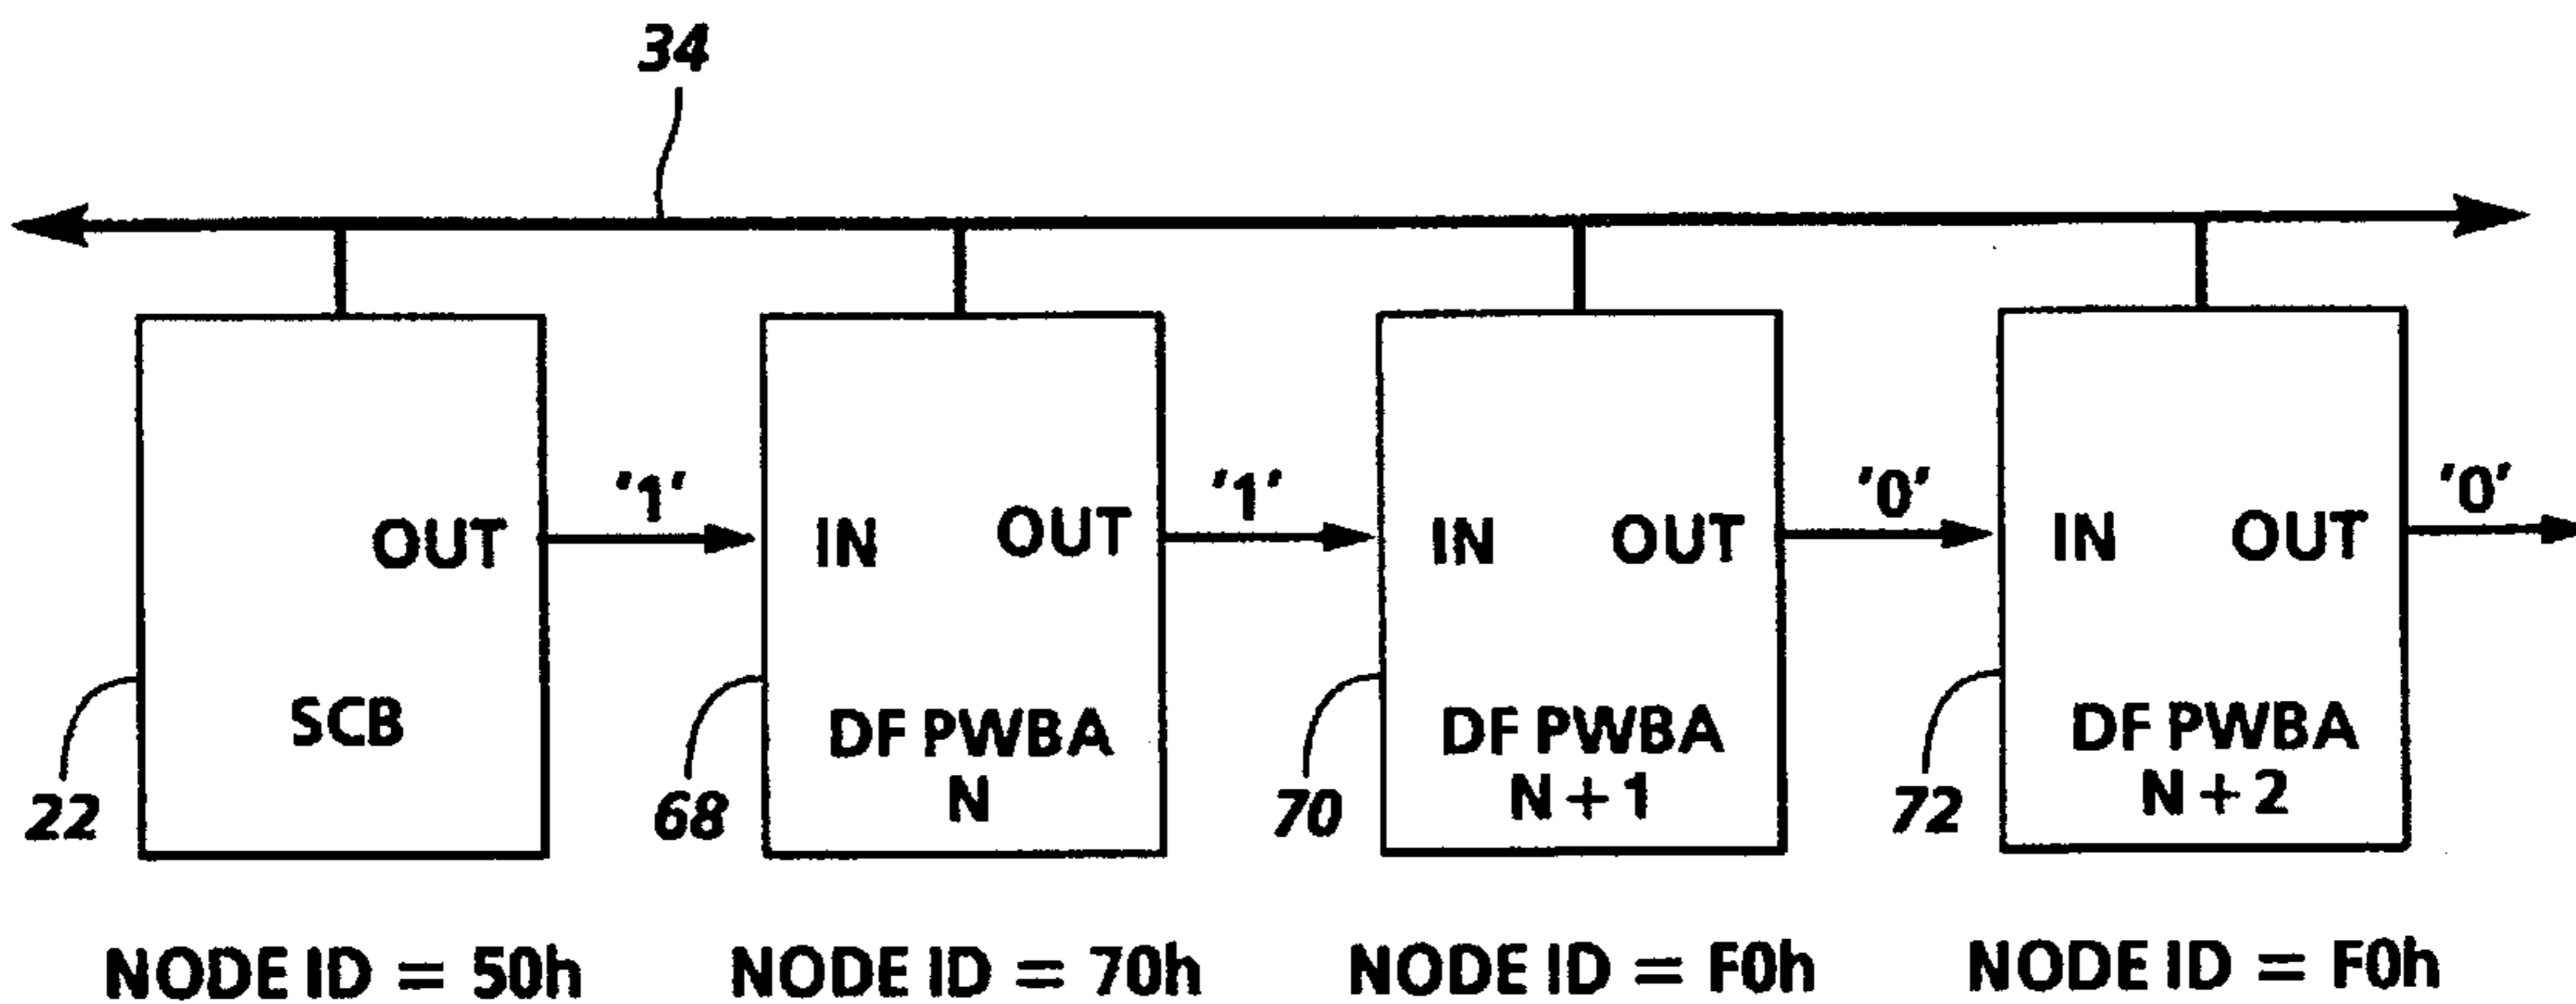 34
'1'
'1'
'0'
'0'
OUT
IN
OUT
IN
OUT
IN
OUT
SCB
DF PWBA
N
DF PWBA
N + 1
DF PWBA
N + 2
22
68
70
72
NODE ID = 50h
NODE ID = 70h
NODE ID = F0h
NODE ID = F0h